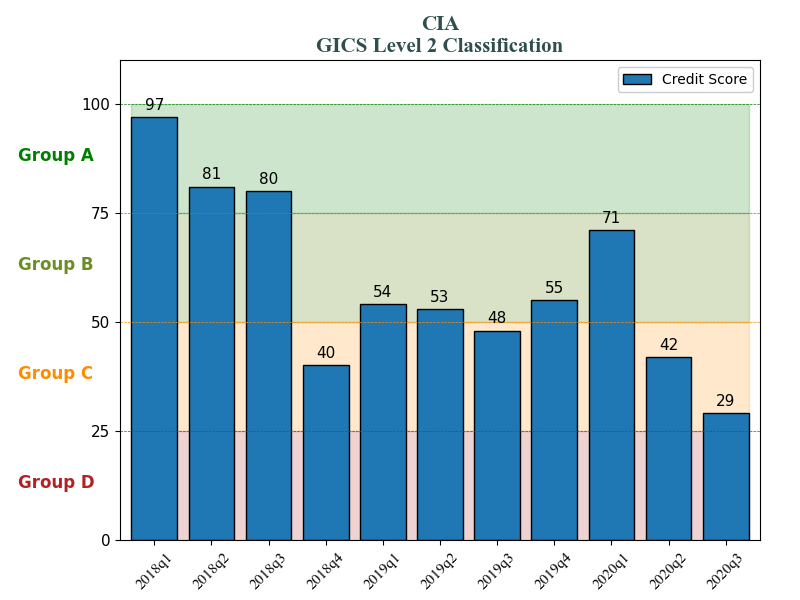 CIA
GICS Level 2 Classification
Credit Score
100
75
50
25
0
Group A
Group B
Group C
Group D
97
81
80
40
54
53
48
55
71
42
29
2018q1
2018q2
2018q3
2018q4
2019q1
2019q2
2019q3
2019q4
2020q1
2020q2
2020q3